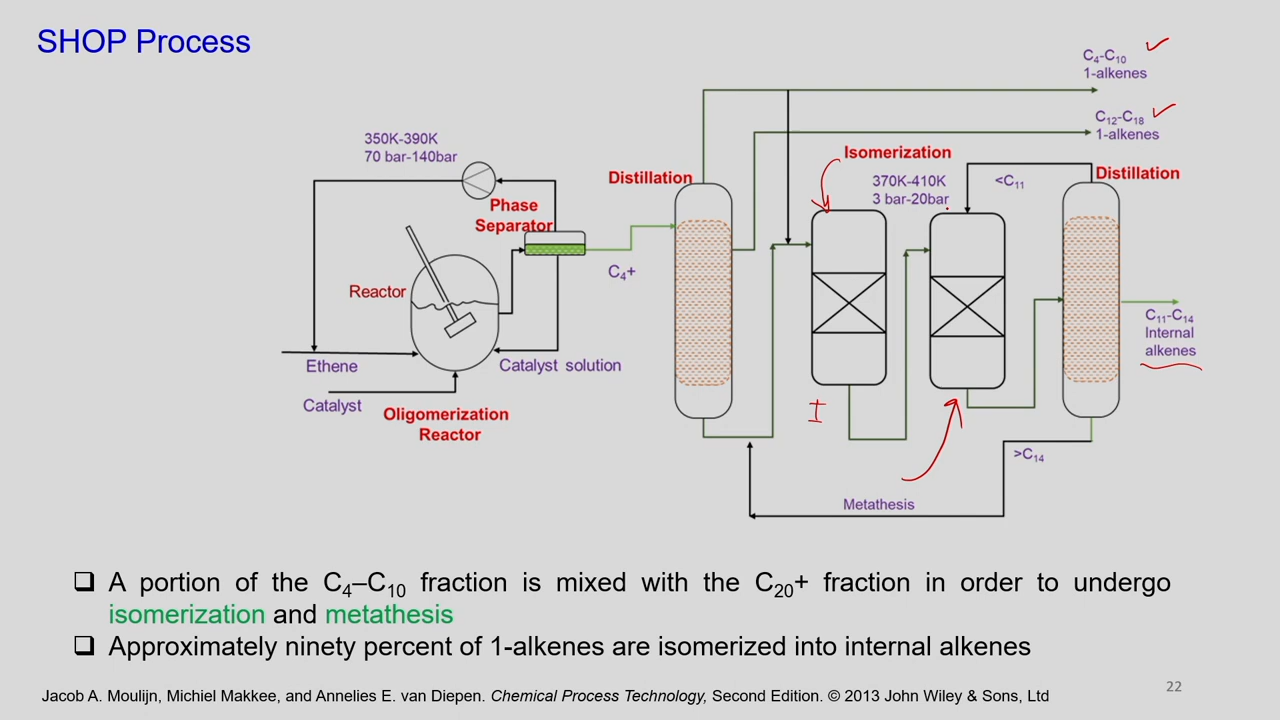 SHOP Process
C4–C10
1-alkenes
C12-C18
1-alkenes
350K-390K
70 bar-140bar
Isomerization
Distillation
370K-410K
3 bar-20bar
<C11
Distillation
Phase
Separator
C4+
Reactor
Ethene
Catalyst solution
Catalyst
Oligomerization
Reactor
C11-C14
Internal
alkenes
I
>C14
Metathesis
❑ A portion of the C4–C10 fraction is mixed with the C20+ fraction in order to undergo
isomerization and metathesis
❑ Approximately ninety percent of 1-alkenes are isomerized into internal alkenes
Jacob A. Moulijn, Michiel Makkee, and Annelies E. van Diepen. Chemical Process Technology, Second Edition. © 2013 John Wiley & Sons, Ltd
22